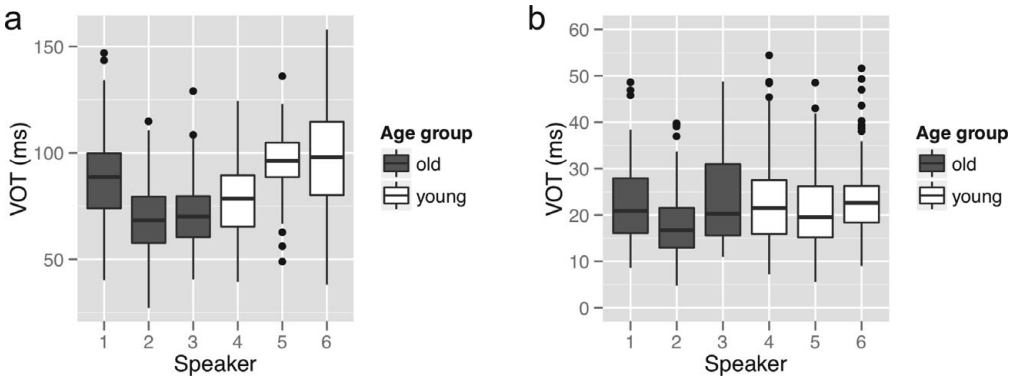 a
150
100
50
VOT (ms)
1 2 3 4 5 6
Speaker
Age group
old
young
b
60
50
40
30
20
10
0
VOT (ms)
1 2 3 4 5 6
Speaker
Age group
old
young